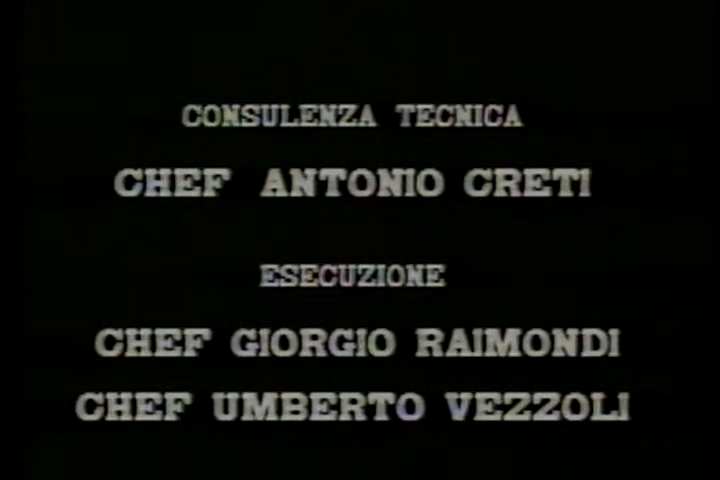 CONSULENZA TECNICA
CHEF ANTONIO CRETI
ESECUZIONE
CHEF GIORGIO RAIMONDI
CHEF UMBERTO VEZZOLI